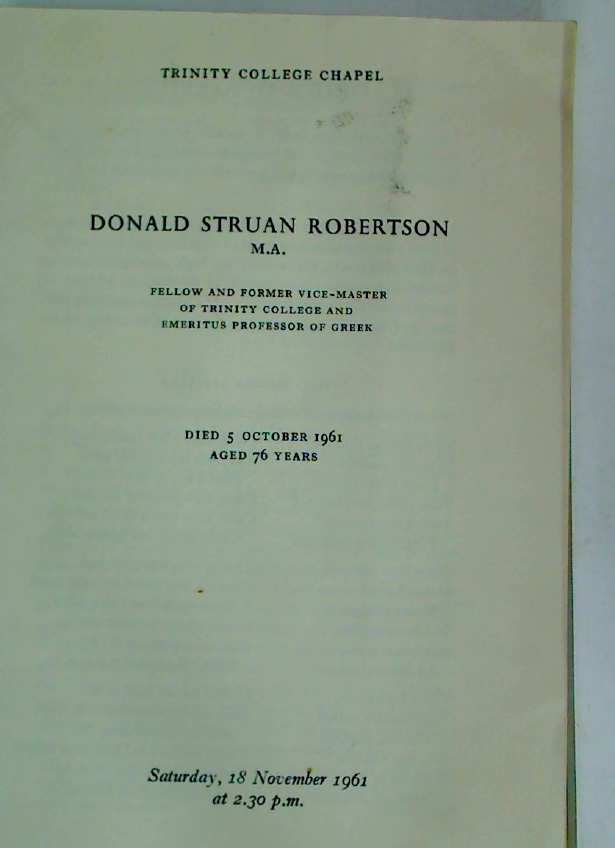 TRINITY COLLEGE CHAPEL
DONALD STRUAN ROBERTSON
M.A.
FELLOW AND FORMER VICE-MASTER
OF TRINITY COLLEGE AND
EMERITUS PROFESSOR OF GREEK
DIED 5 OCTOBER 1961
AGED 76 YEARS
Saturday, 18 November 1961
at 2.30 p.m.